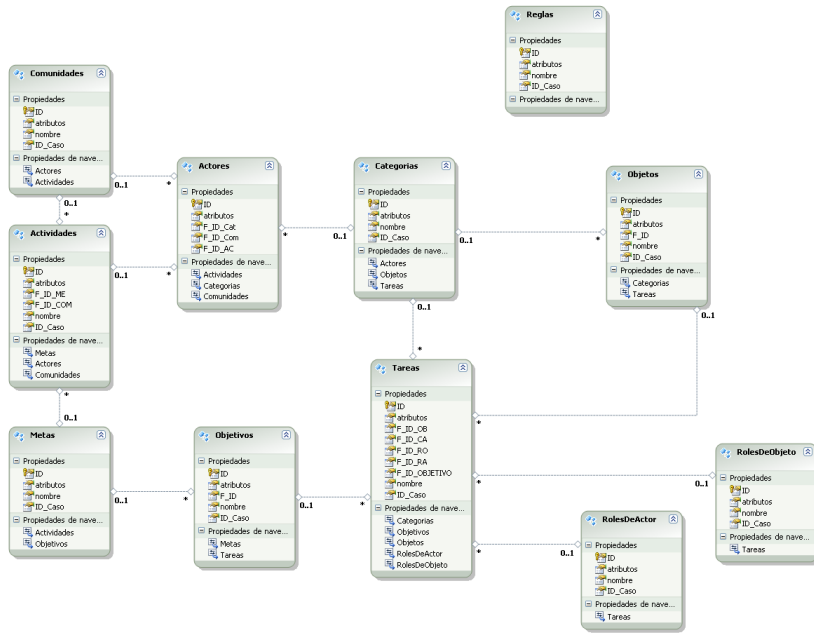 Reglas
Propiedades
ID
atributos
nombre
ID_Caso
Propiedades de nave...
Comunidades
Propiedades
ID
atributos
nombre
ID_Caso
Propiedades de nave...
Actores
Actividades
0..1
*
0..1
*
Actores
Propiedades
ID
atributos
F_ID_Cat
F_ID_Com
F_ID_AC
Propiedades de nave...
Actividades
Categorias
Comunidades
*
0..1
Categorias
Propiedades
ID
atributos
nombre
ID_Caso
Propiedades de nave...
Actores
Objetos
Tareas
0..1
*
0..1
*
Objetos
Propiedades
ID
atributos
F_ID
nombre
ID_Caso
Propiedades de nave...
Categorias
Tareas
0..1
*
Actividades
Propiedades
ID
atributos
F_ID_ME
F_ID_COM
nombre
ID_Caso
Propiedades de nave...
Metas
Actores
Comunidades
0..1
*
*
0..1
Metas
Propiedades
ID
atributos
nombre
ID_Caso
Propiedades de nave...
Actividades
Objetivos
0..1
*
Objetivos
Propiedades
ID
atributos
F_ID
nombre
ID_Caso
Propiedades de nave...
Metas
Tareas
0..1
*
Tareas
Propiedades
ID
atributos
F_ID_OB
F_ID_CA
F_ID_RO
F_ID_RA
F_ID_OBJETIVO
nombre
ID_Caso
Propiedades de nave...
Categorias
Objetivos
Objetos
RolesDeActor
RolesDeObjeto
*
0..1
*
0..1
RolesDeObjeto
Propiedades
ID
atributos
nombre
ID_Caso
Propiedades de nave...
Tareas
RolesDeActor
Propiedades
ID
atributos
nombre
ID_Caso
Propiedades de nave...
Tareas